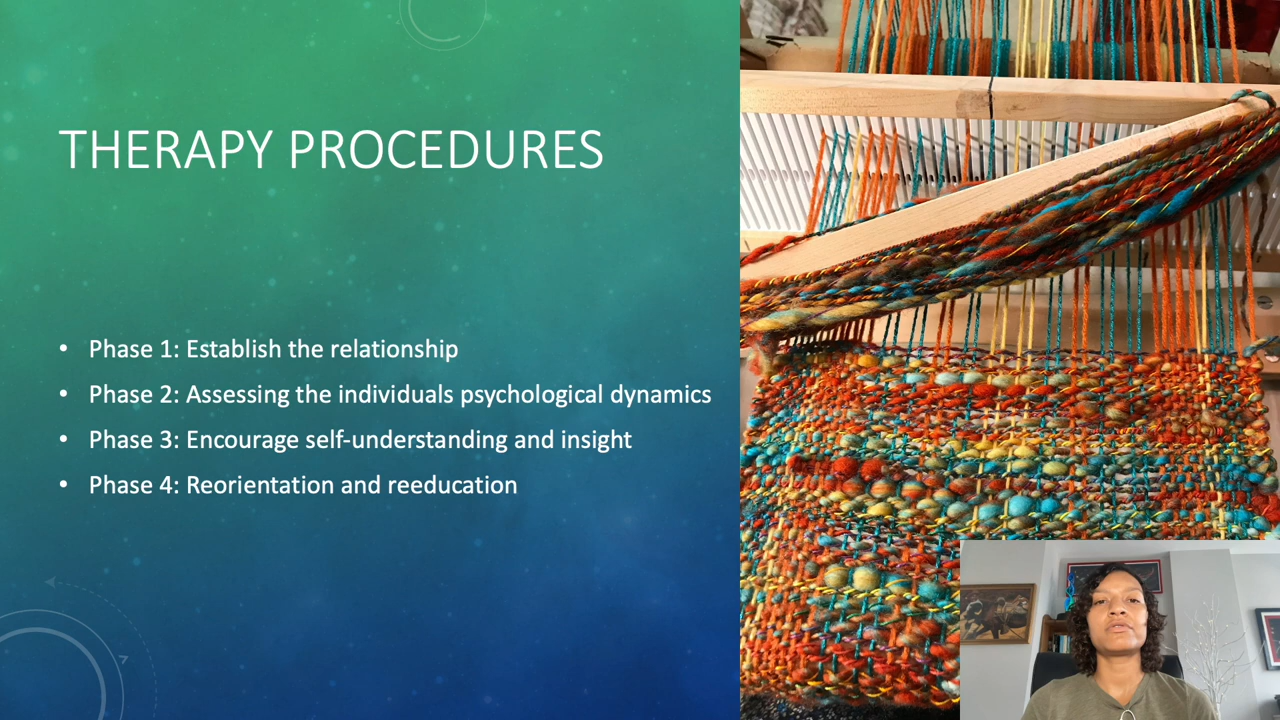 THERAPY PROCEDURES
• Phase 1: Establish the relationship
• Phase 2: Assessing the individuals psychological dynamics
• Phase 3: Encourage self-understanding and insight
• Phase 4: Reorientation and reeducation